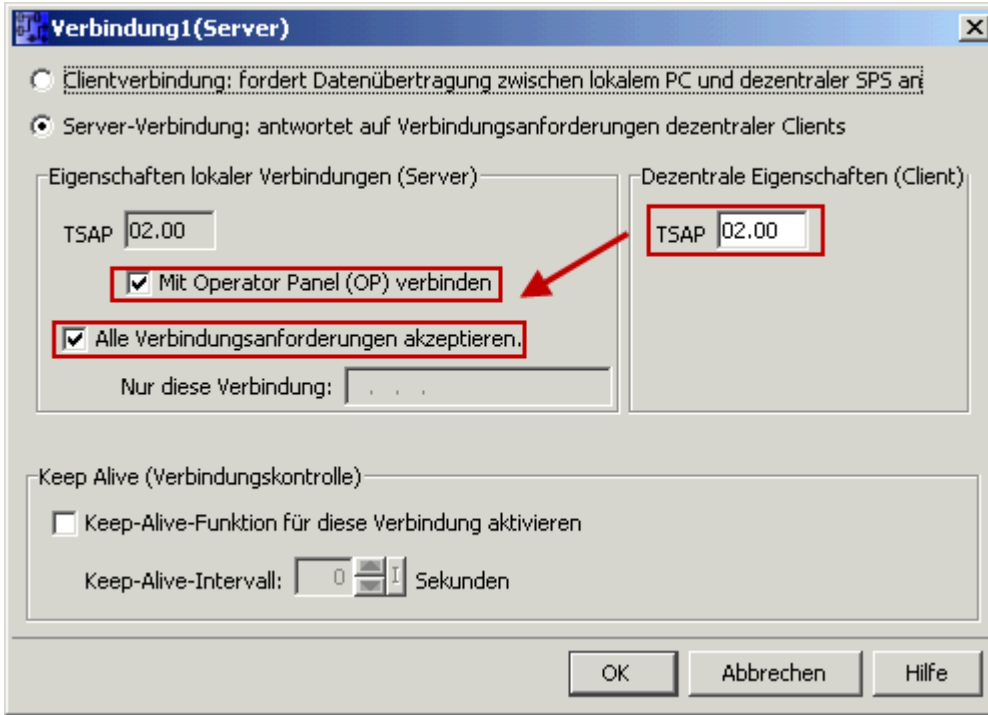 Verbindung1(Server)
Clientverbindung: fordert Datenübertragung zwischen lokalem PC und dezentraler SPS an
Server-Verbindung: antwortet auf Verbindungsanforderungen dezentraler Clients
Eigenschaften lokaler Verbindungen (Server)
TSAP 02.00
Mit Operator Panel (OP) verbinden
Alle Verbindungsanforderungen akzeptieren.
Nur diese Verbindung: . . .
Dezentrale Eigenschaften (Client)
TSAP 02.00
Keep Alive (Verbindungskontrolle)
Keep-Alive-Funktion für diese Verbindung aktivieren
Keep-Alive-Intervall: 0 Sekunden
OK Abbrechen Hilfe